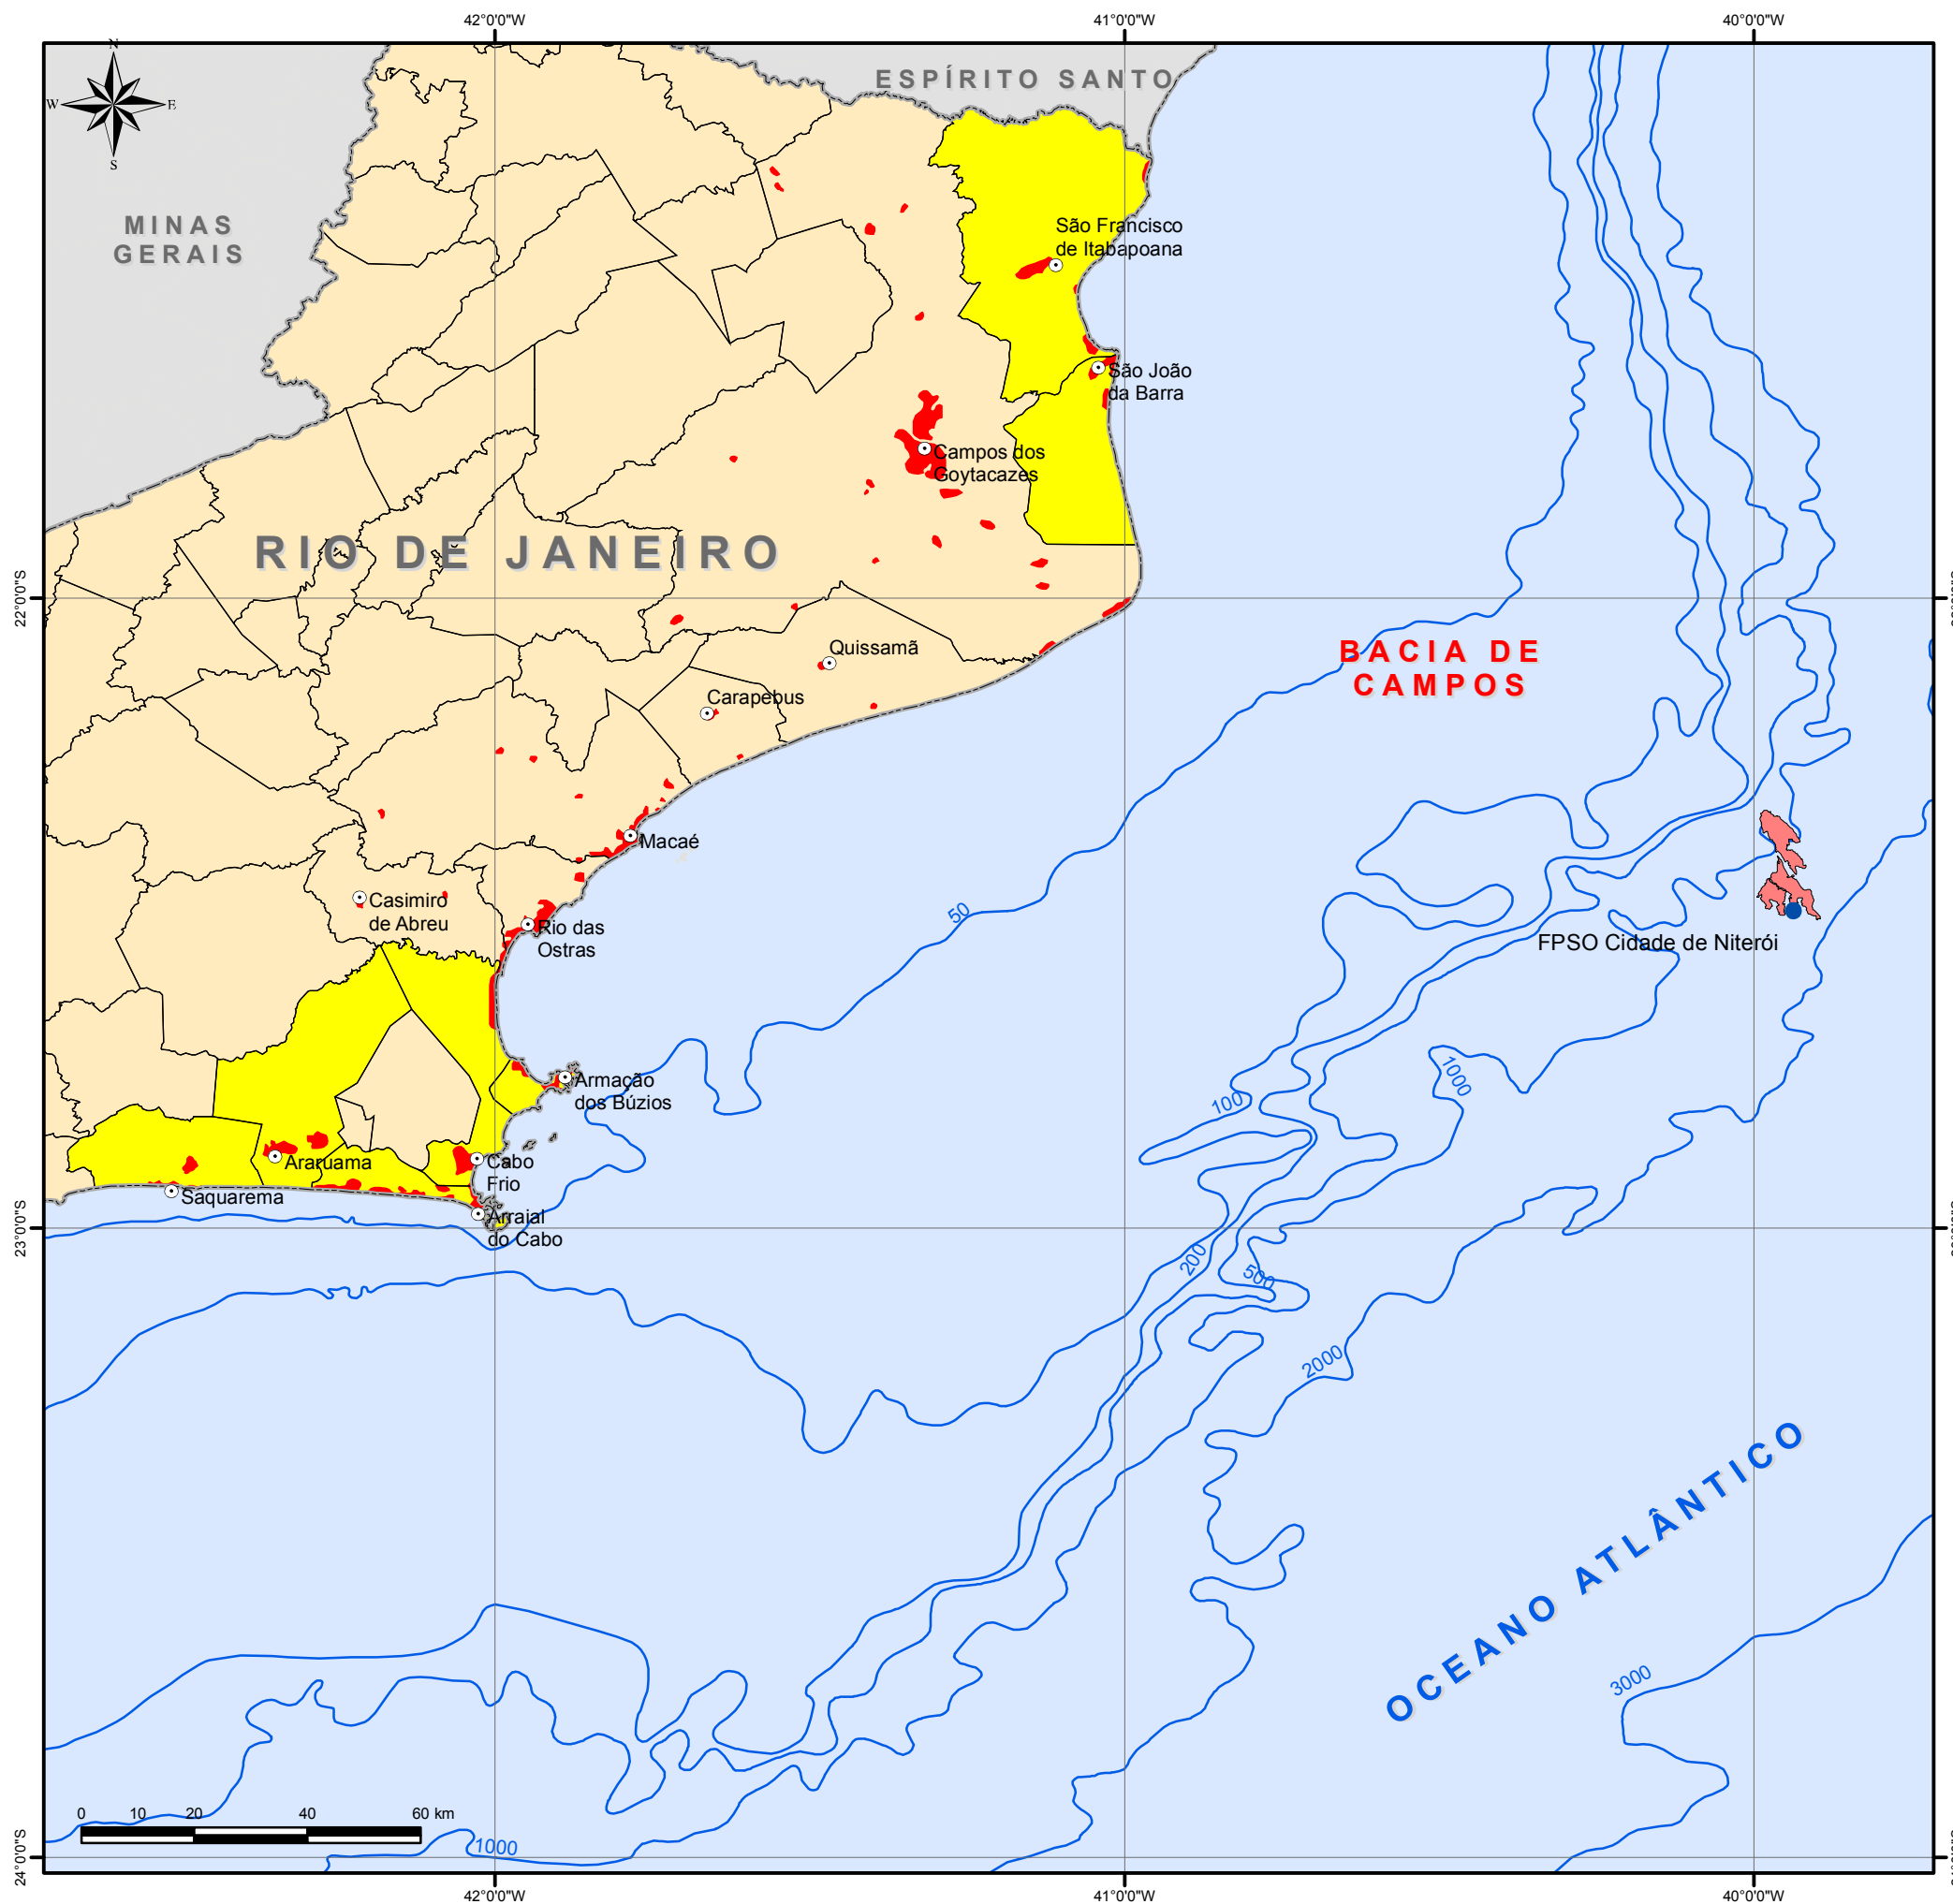 42°0'0"W
41°0'0"W
40°0'0"W
N
W
E
S
ESPÍRITO SANTO
MINAS
GERAIS
São Francisco
de Itabapoana
São João
da Barra
Campos dos
Goytacazes
RIO DE JANEIRO
22°0'0"S
BACIA DE
CAMPOS
Quissamã
Carapebus
Macaé
Casimiro
de Abreu
Rio das
Ostras
50
FPSO Cidade de Niterói
Armação
dos Búzios
1000
100
Araruama
Cabo
Frio
Saquarema
Arraial
do Cabo
23°0'0"S
200
500
2000
OCEANO ATLÂNTICO
3000
0
10
20
40
60 km
1000
24°0'0"S
42°0'0"W
41°0'0"W
40°0'0"W